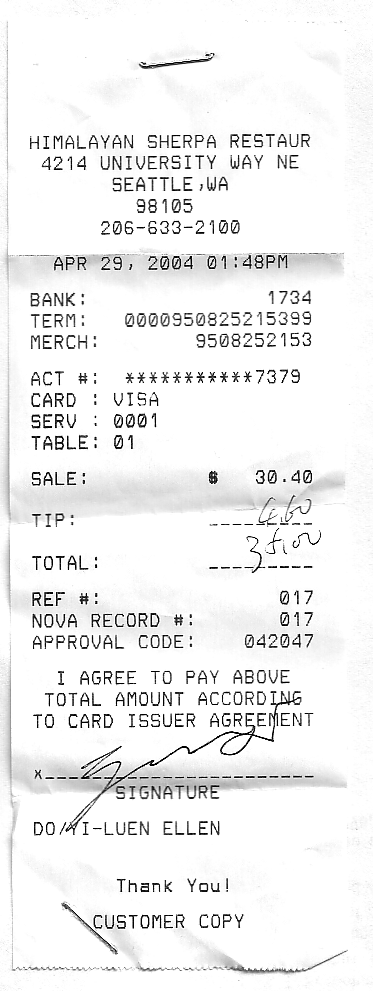 HIMALAYAN SHERPA RESTAUR
4214 UNIVERSITY WAY NE
SEATTLE,WA
98105
206-633-2100
APR 29, 2004 01:48PM
BANK: 1734
TERM: 0000950825215399
MERCH: 9508252153
ACT #: ***********7379
CARD : VISA
SERV : 0001
TABLE: 01
SALE: $ 30.40
TIP: 4.60
TOTAL: 35.00
REF #: 017
NOVA RECORD #: 017
APPROVAL CODE: 042047
I AGREE TO PAY ABOVE
TOTAL AMOUNT ACCORDING
TO CARD ISSUER AGREEMENT
x
SIGNATURE
DO/YI-LUEN ELLEN
Thank You!
CUSTOMER COPY